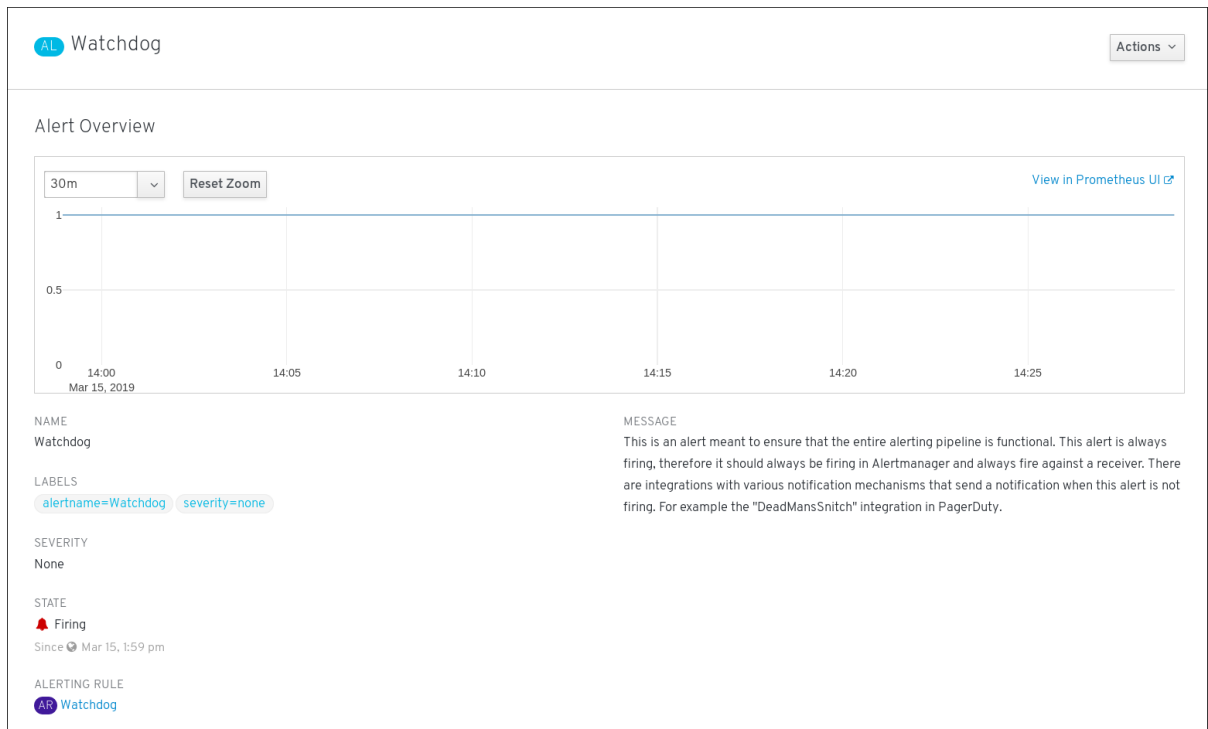 AL Watchdog
Actions
Alert Overview
30m
Reset Zoom
View in Prometheus UI
1
0.5
0
14:00
14:05
14:10
14:15
14:20
14:25
Mar 15, 2019
NAME
Watchdog
LABELS
alertname=Watchdog severity=none
SEVERITY
None
STATE
Firing
Since Mar 15, 1:59 pm
ALERTING RULE
AR Watchdog
MESSAGE
This is an alert meant to ensure that the entire alerting pipeline is functional. This alert is always
firing, therefore it should always be firing in Alertmanager and always fire against a receiver. There
are integrations with various notification mechanisms that send a notification when this alert is not
firing. For example the "DeadMansSnitch" integration in PagerDuty.